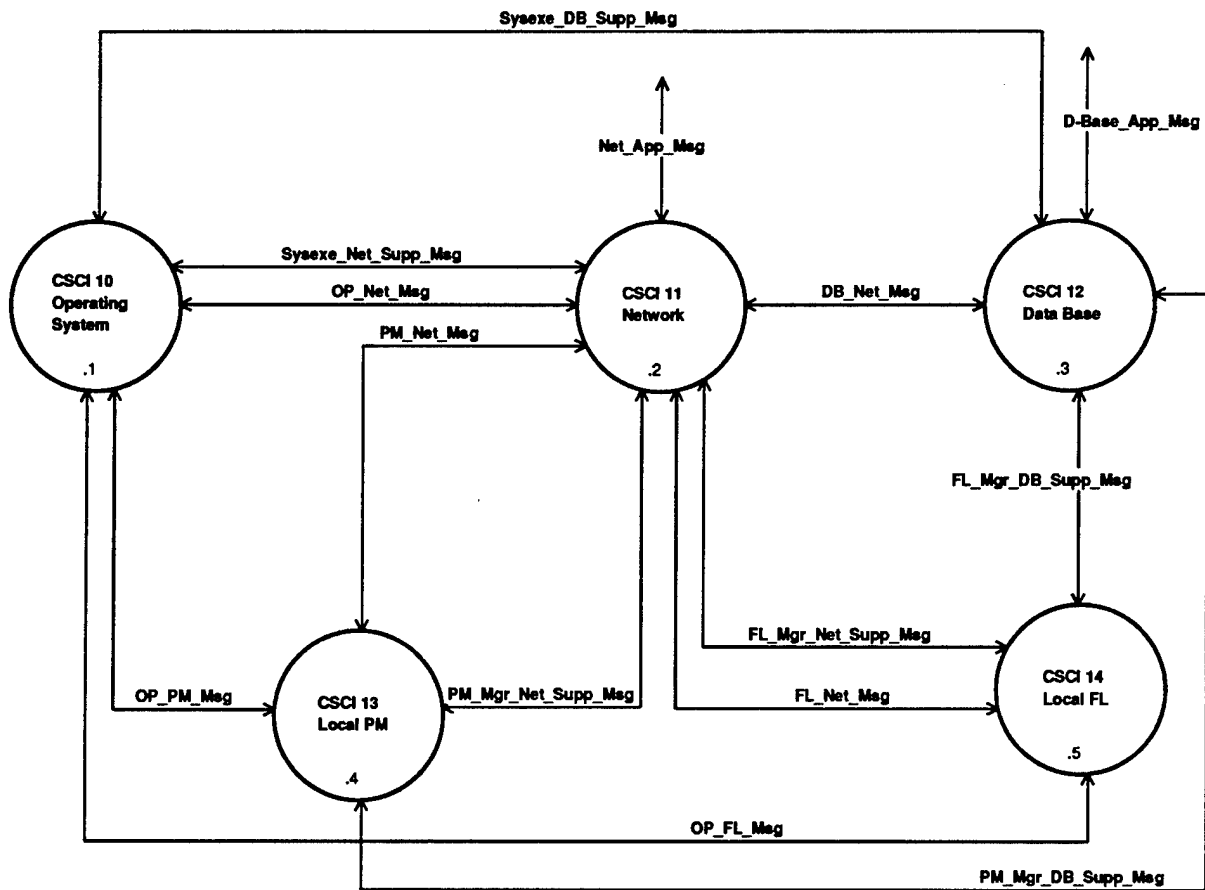 Sysexe_DB_Supp_Msg
D-Base_App_Msg
Net_App_Msg
Sysexe_Net_Supp_Msg
CSCI 10
Operating
System
.1
OP_Net_Msg
CSCI 11
Network
.2
DB_Net_Msg
CSCI 12
Data Base
.3
PM_Net_Msg
FL_Mgr_DB_Supp_Msg
FL_Mgr_Net_Supp_Msg
OP_PM_Msg
CSCI 13
Local PM
.4
PM_Mgr_Net_Supp_Msg
FL_Net_Msg
CSCI 14
Local FL
.5
OP_FL_Msg
PM_Mgr_DB_Supp_Msg